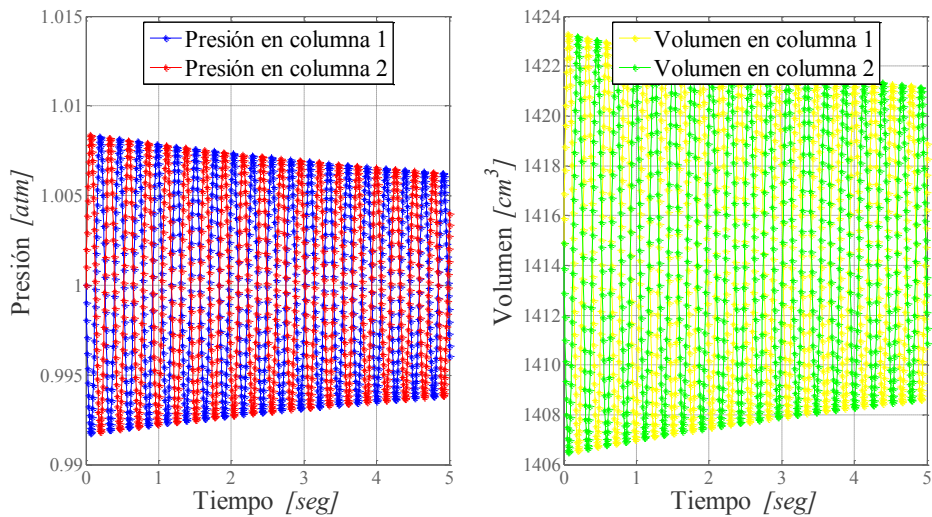 Presión en columna 1
Presión en columna 2
1.015
1.01
1.005
1
0.995
0.99
0 1 2 3 4 5
Presión [atm]
Tiempo [seg]
Volumen en columna 1
Volumen en columna 2
1424
1422
1420
1418
1416
1414
1412
1410
1408
1406
0 1 2 3 4 5
Volumen [cm³]
Tiempo [seg]